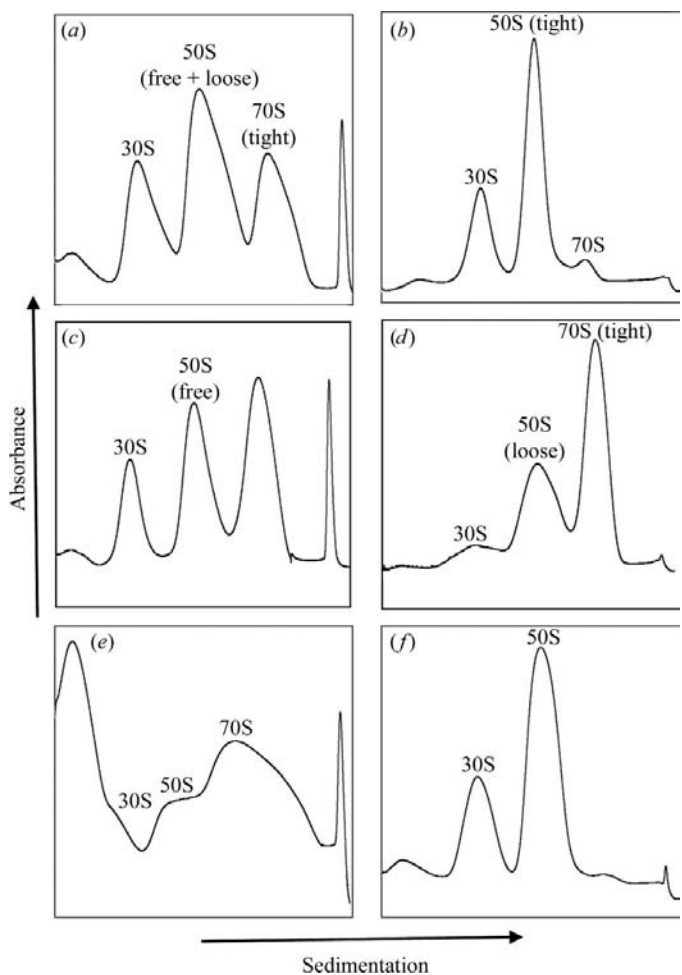 (a)
50S
(free + loose)
70S
(tight)
30S
(b)
50S (tight)
30S
70S
(c)
50S
(free)
30S
(d)
70S (tight)
50S
(loose)
30S
(e)
70S
30S
50S
(f)
50S
30S
Absorbance
Sedimentation